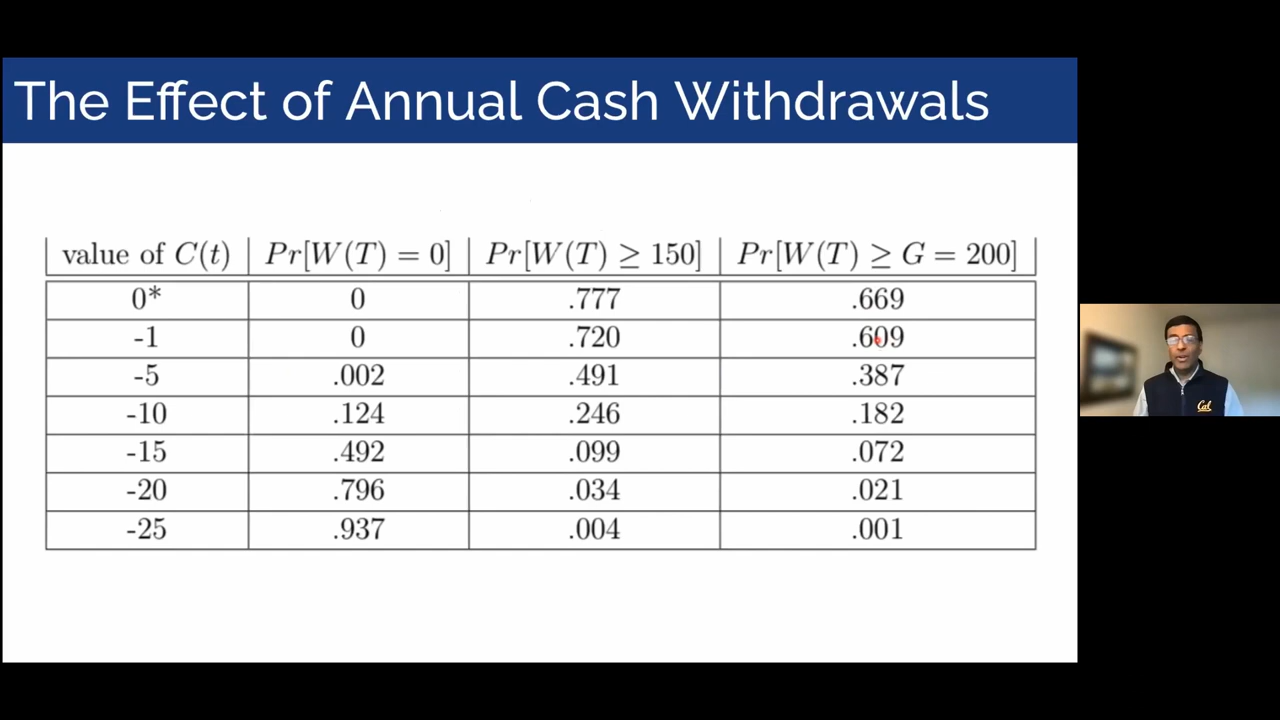 The Effect of Annual Cash Withdrawals
value of C(t) Pr[W(T) = 0] Pr[W(T) ≥ 150] Pr[W(T) ≥ G = 200]
0* 0 .777 .669
-1 0 .720 .609
-5 .002 .491 .387
-10 .124 .246 .182
-15 .492 .099 .072
-20 .796 .034 .021
-25 .937 .004 .001
Cal